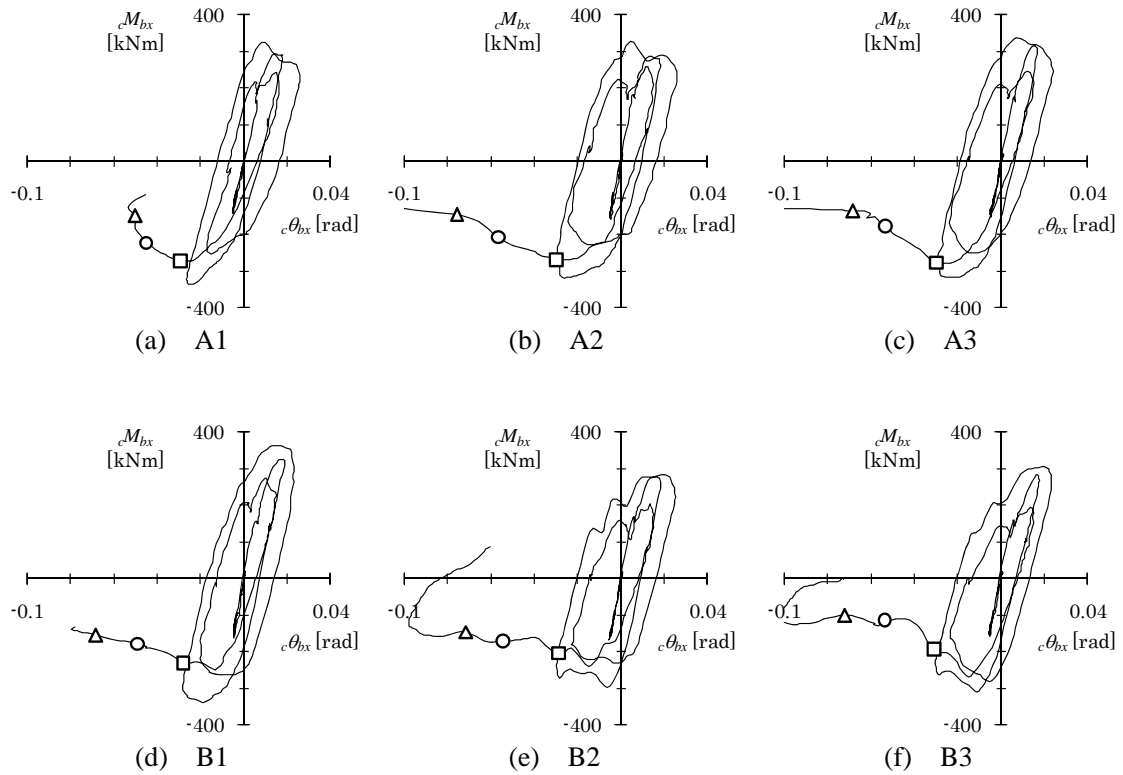 400
cMbx
[kNm]
-0.1
0.04
cθbx [rad]
-400
(a) A1
400
cMbx
[kNm]
-0.1
0.04
cθbx [rad]
-400
(b) A2
400
cMbx
[kNm]
-0.1
0.04
cθbx [rad]
-400
(c) A3
400
cMbx
[kNm]
-0.1
0.04
cθbx [rad]
-400
(d) B1
400
cMbx
[kNm]
-0.1
0.04
cθbx [rad]
-400
(e) B2
400
cMbx
[kNm]
-0.1
0.04
cθbx [rad]
-400
(f) B3